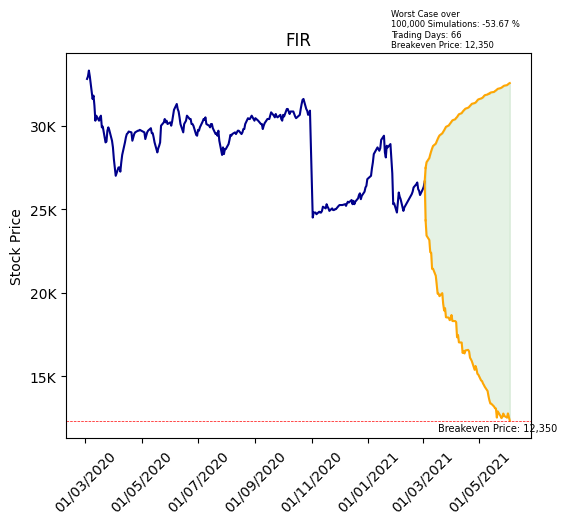 Worst Case over
100,000 Simulations: -53.67 %
Trading Days: 66
Breakeven Price: 12,350
FIR
Stock Price
30K
25K
20K
15K
Breakeven Price: 12,350
01/03/2020
01/05/2020
01/07/2020
01/09/2020
01/11/2020
01/01/2021
01/03/2021
01/05/2021